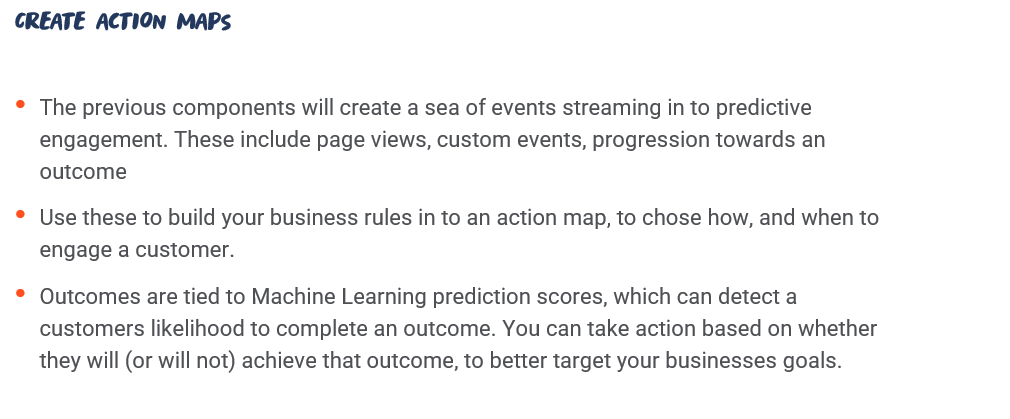 CREATE ACTION MAPS
The previous components will create a sea of events streaming in to predictive
engagement. These include page views, custom events, progression towards an
outcome
Use these to build your business rules in to an action map, to chose how, and when to
engage a customer.
Outcomes are tied to Machine Learning prediction scores, which can detect a
customers likelihood to complete an outcome. You can take action based on whether
they will (or will not) achieve that outcome, to better target your businesses goals.